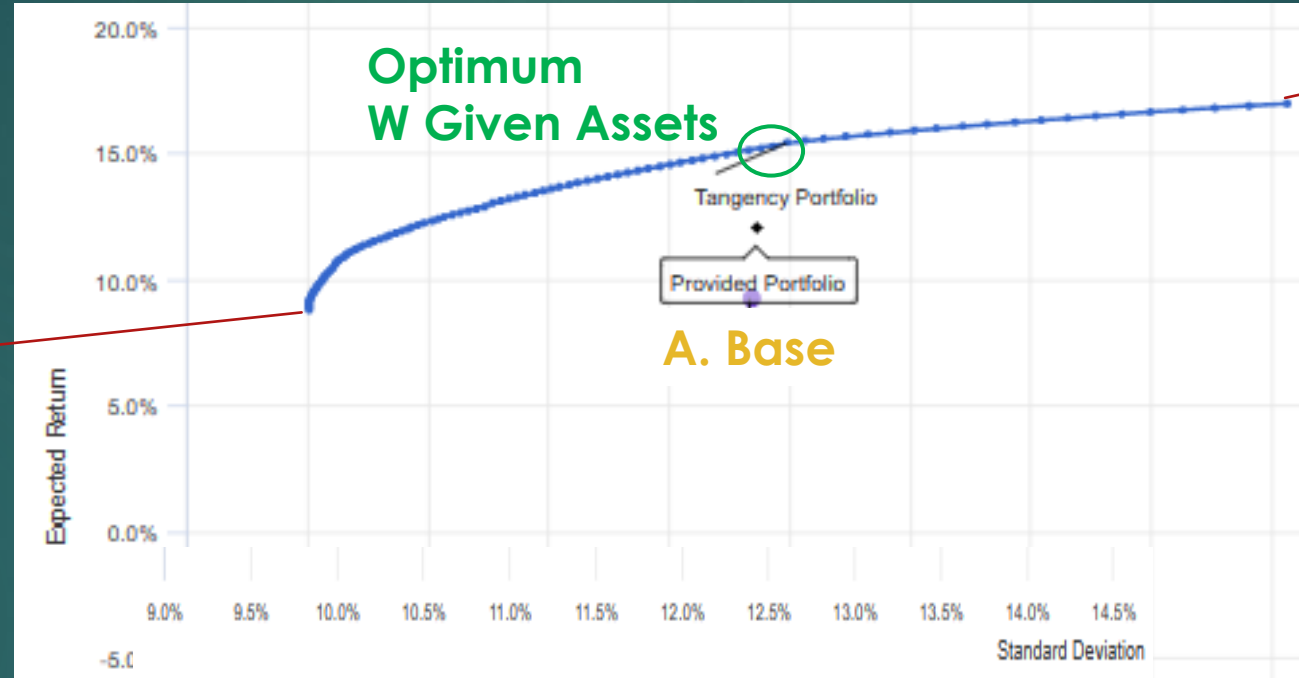 20.0%
Optimum
W Given Assets
15.0%
Tangency Portfolio
10.0%
Provided Portfolio
A. Base
5.0%
Expected Return
0.0%
9.0% 9.5% 10.0% 10.5% 11.0% 11.5% 12.0% 12.5% 13.0% 13.5% 14.0% 14.5%
Standard Deviation
-5.0